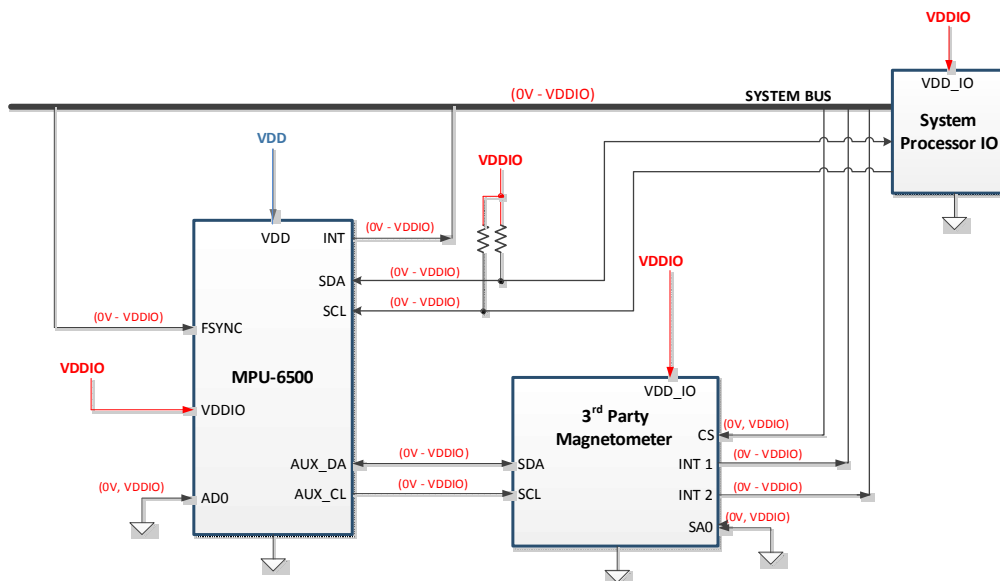 VDDIO
VDD_IO
(0V - VDDIO)
SYSTEM BUS
System
Processor IO
VDD
VDDIO
VDD
INT
(0V - VDDIO)
SDA
(0V - VDDIO)
VDDIO
SCL
(0V - VDDIO)
(0V - VDDIO)
FSYNC
MPU-6500
VDDIO
VDDIO
VDD_IO
3rd Party
Magnetometer
CS
(0V, VDDIO)
AUX_DA
(0V - VDDIO)
SDA
INT 1
(0V - VDDIO)
AUX_CL
(0V - VDDIO)
SCL
INT 2
(0V - VDDIO)
(0V, VDDIO)
AD0
SA0
(0V, VDDIO)